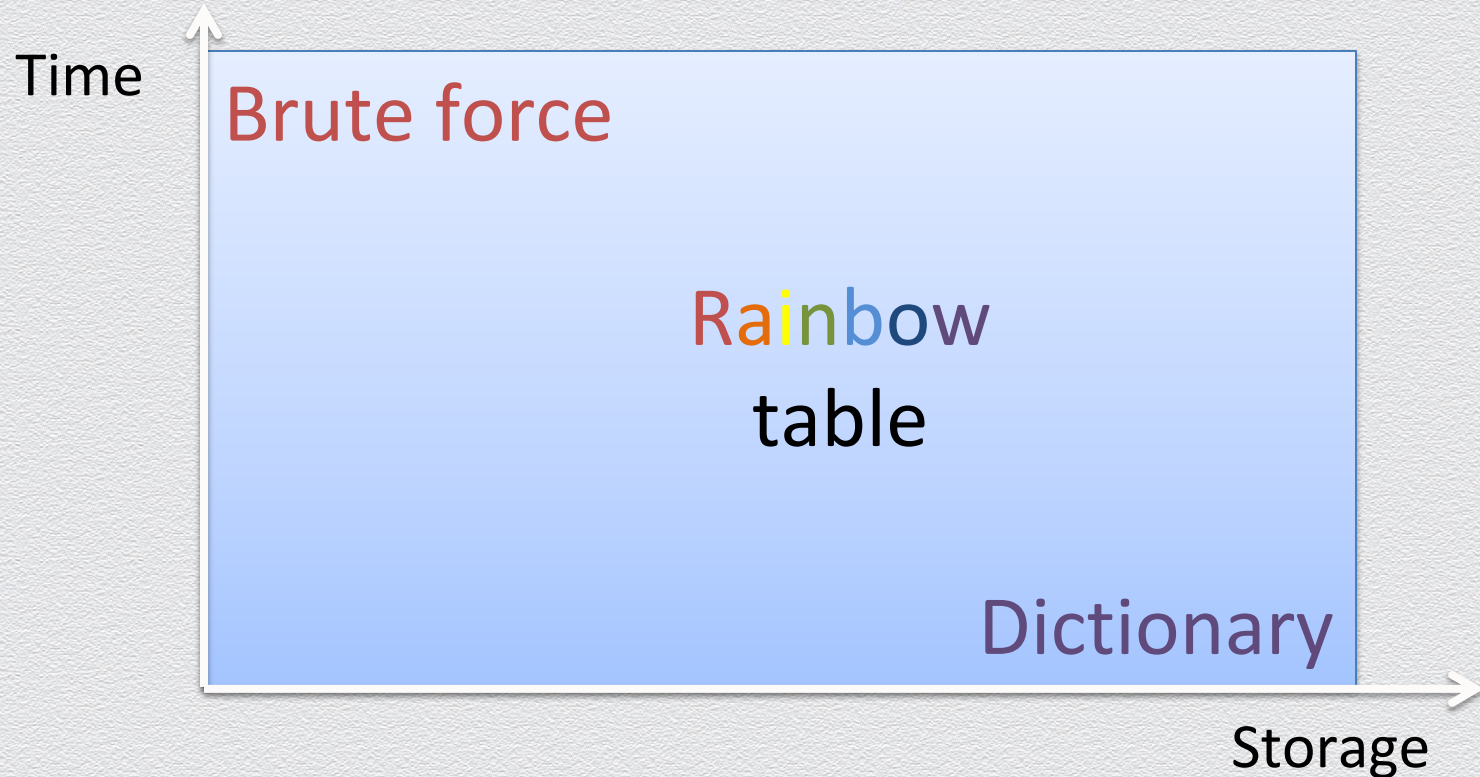 Time
Brute force
Rainbow
table
Dictionary
Storage